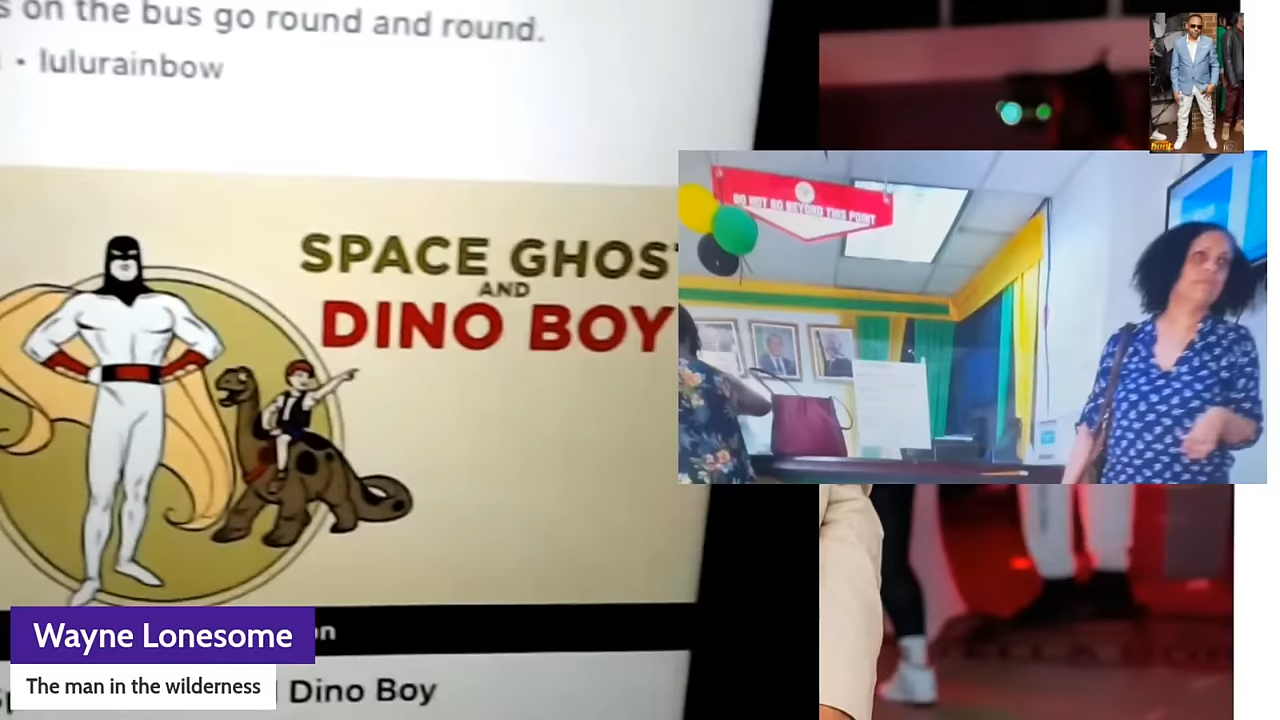 on the bus go round and round.
• lulurainbow
SPACE GHOST
AND
DINO BOY
DO NOT GO BEYOND THIS POINT
Wayne Lonesome
The man in the wilderness
Dino Boy